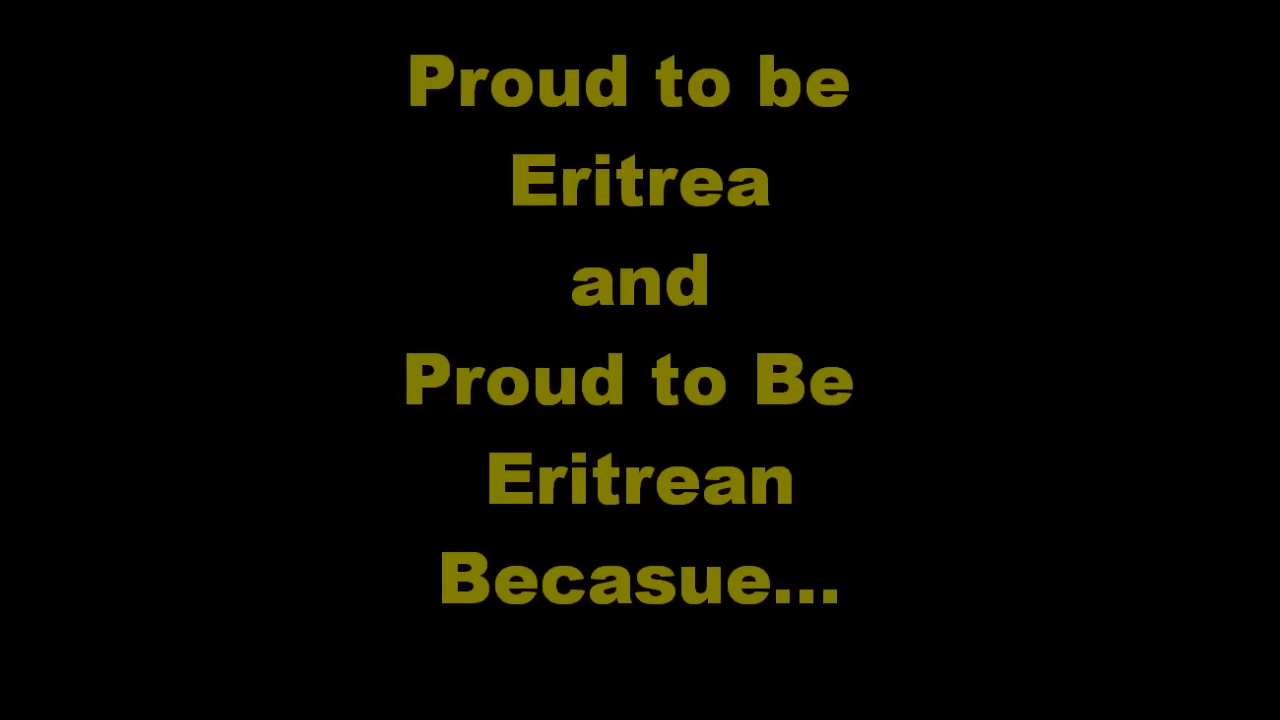 Proud to be
Eritrea
and
Proud to Be
Eritrean
Becasue...